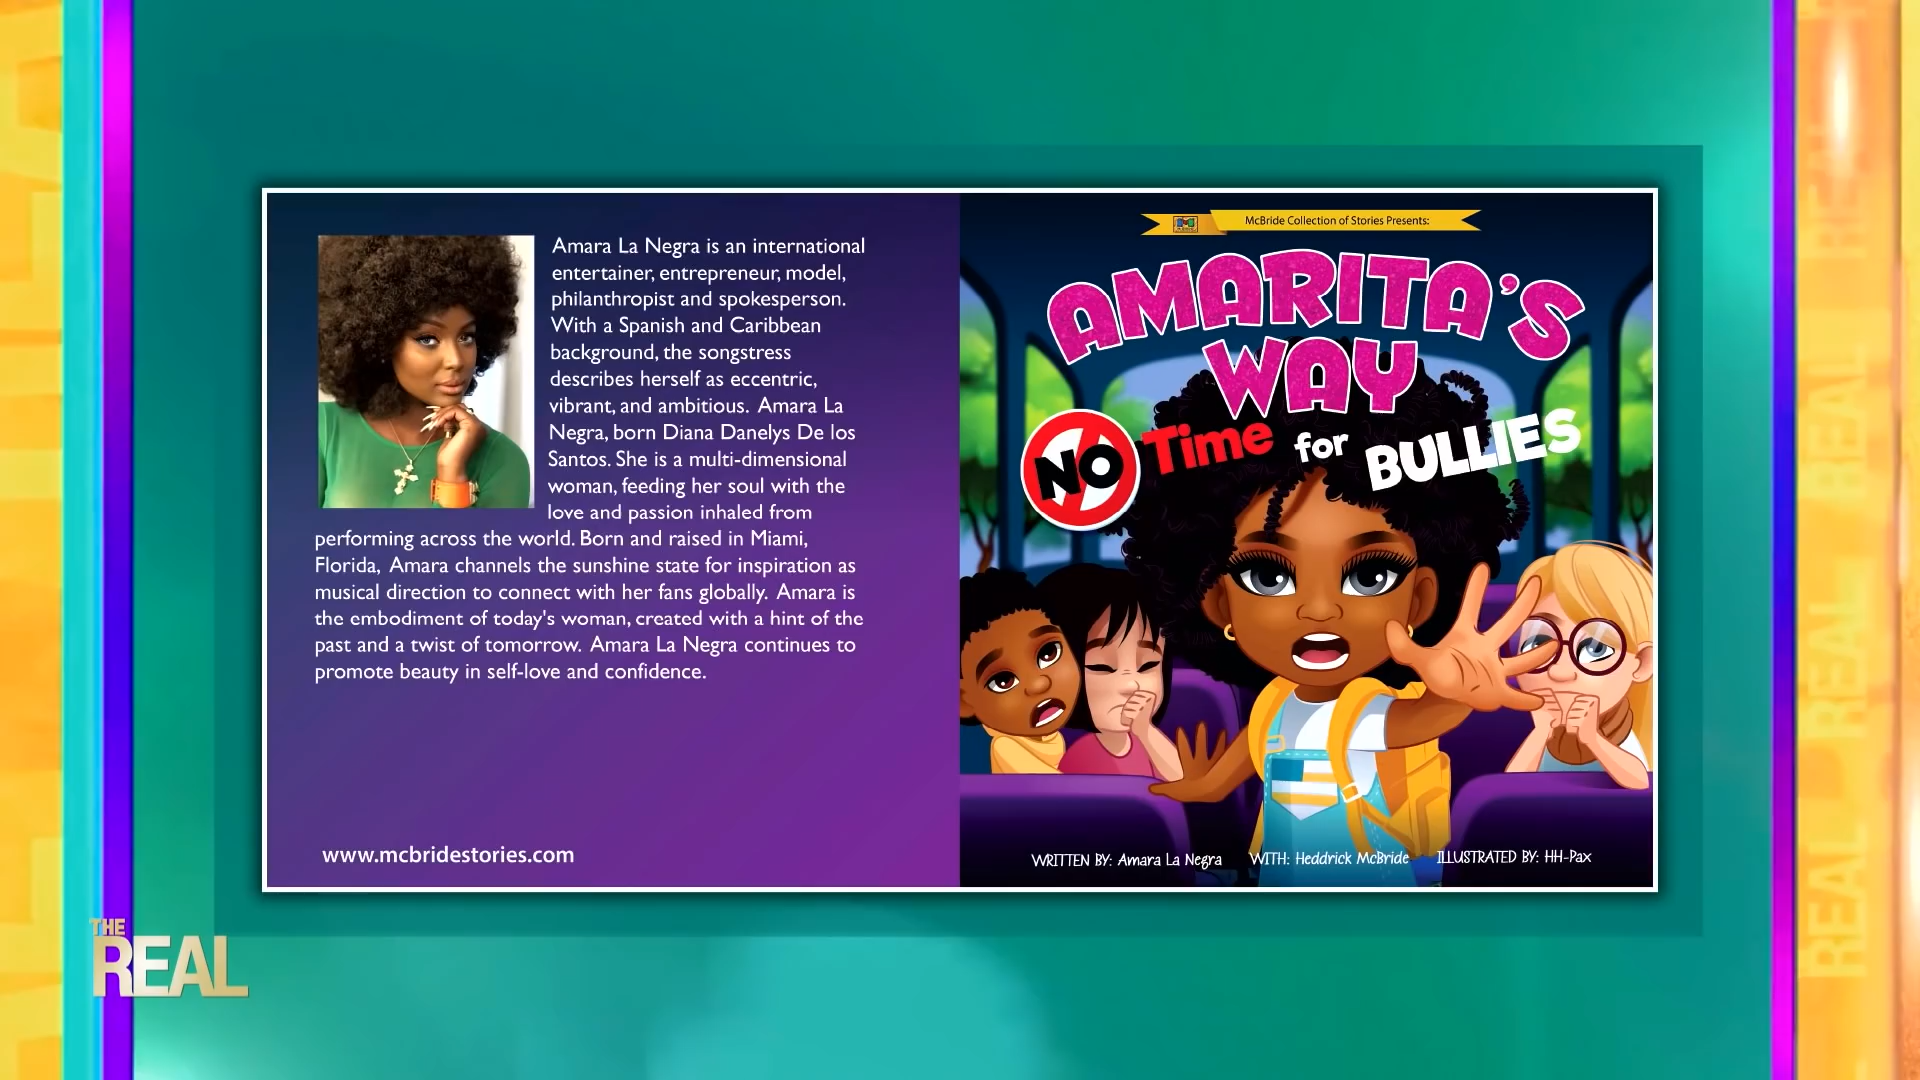 Amara La Negra is an international
entertainer, entrepreneur, model,
philanthropist and spokesperson.
With a Spanish and Caribbean
background, the songstress
describes herself as eccentric,
vibrant, and ambitious. Amara La
Negra, born Diana Danelys De los
Santos. She is a multi-dimensional
woman, feeding her soul with the
love and passion inhaled from
performing across the world. Born and raised in Miami,
Florida, Amara channels the sunshine state for inspiration as
musical direction to connect with her fans globally. Amara is
the embodiment of today's woman, created with a hint of the
past and a twist of tomorrow. Amara La Negra continues to
promote beauty in self-love and confidence.
www.mcbridestories.com
McBride Collection of Stories Presents:
AMARITA'S
WAY
NO Time for BULLIES
WRITTEN BY: Amara La Negra WITH: Heddrick McBride ILLUSTRATED BY: HH-Pax
THE
REAL
REAL
REAL
REAL
REAL